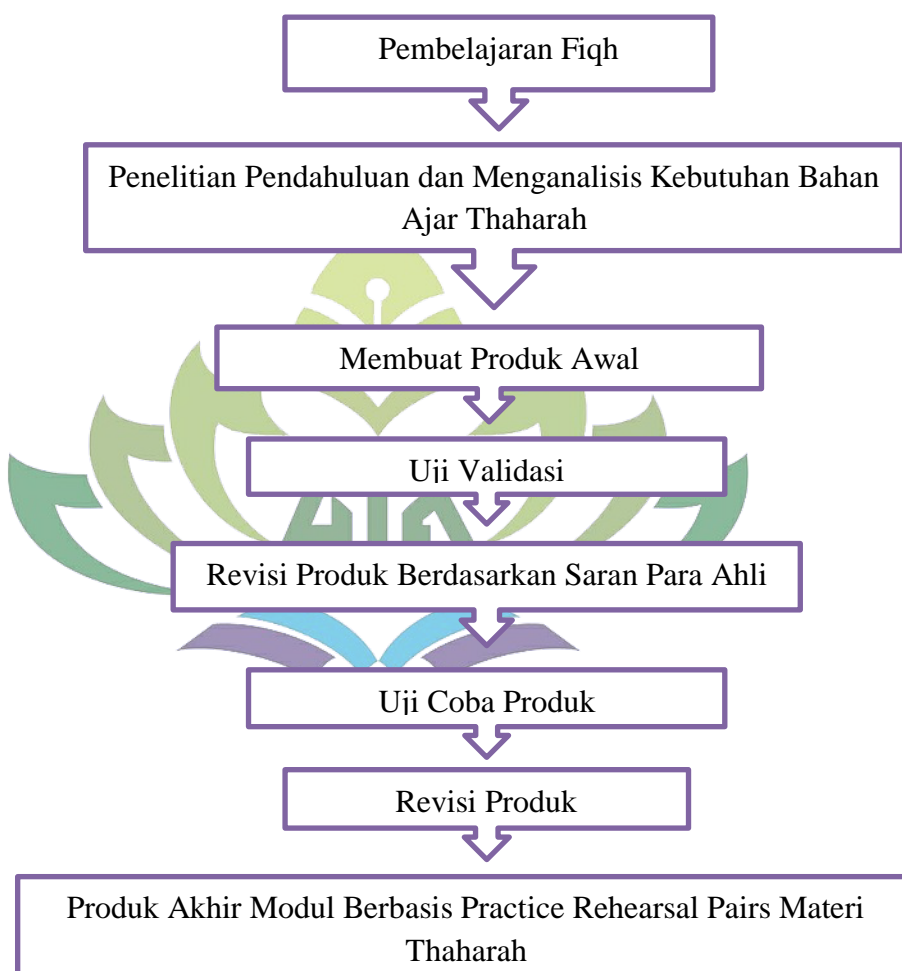 Pembelajaran Fiqh
Penelitian Pendahuluan dan Menganalisis Kebutuhan Bahan
Ajar Thaharah
Membuat Produk Awal
Uji Validasi
Revisi Produk Berdasarkan Saran Para Ahli
Uji Coba Produk
Revisi Produk
Produk Akhir Modul Berbasis Practice Rehearsal Pairs Materi
Thaharah